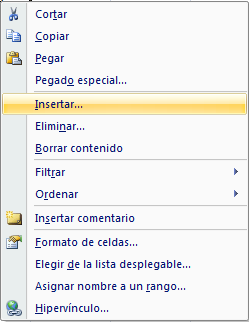 Cortar
Copiar
Pegar
Pegado especial...
Insertar...
Eliminar...
Borrar contenido
Filtrar
Ordenar
Insertar comentario
Formato de celdas...
Elegir de la lista desplegable...
Asignar nombre a un rango...
Hipervínculo...